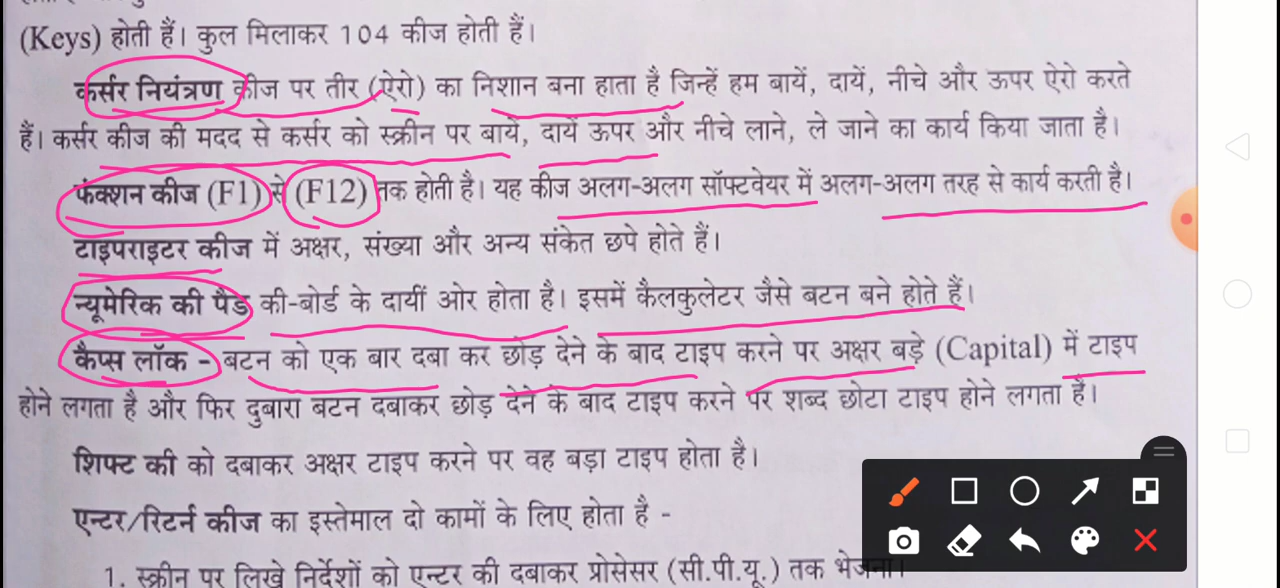 (Keys) होती हैं। कुल मिलाकर 104 कीज होती हैं।
कर्सर नियंत्रण कीज पर तीर (ऐरो) का निशान बना हाता है जिन्हें हम बायें, दायें, नीचे और ऊपर ऐरो करते
हैं। कर्सर कीज की मदद से कर्सर को स्क्रीन पर बायें, दायें ऊपर और नीचे लाने, ले जाने का कार्य किया जाता है।
फंक्शन कीज (F1) से (F12) तक होती है। यह कीज अलग-अलग सॉफ्टवेयर में अलग-अलग तरह से कार्य करती है।
टाइपराइटर कीज में अक्षर, संख्या और अन्य संकेत छपे होते हैं।
न्यूमेरिक की पैड की-बोर्ड के दायीं ओर होता है। इसमें कैलकुलेटर जैसे बटन बने होते हैं।
कैप्स लॉक - बटन को एक बार दबा कर छोड़ देने के बाद टाइप करने पर अक्षर बड़े (Capital) में टाइप
होने लगता है और फिर दुबारा बटन दबाकर छोड़ देने के बाद टाइप करने पर शब्द छोटा टाइप होने लगता है।
शिफ्ट की को दबाकर अक्षर टाइप करने पर वह बड़ा टाइप होता है।
एन्टर/रिटर्न कीज का इस्तेमाल दो कामों के लिए होता है -
1. स्क्रीन पर लिखे निर्देशों को एन्टर की दबाकर प्रोसेसर (सी.पी.यू.) तक भेजना।